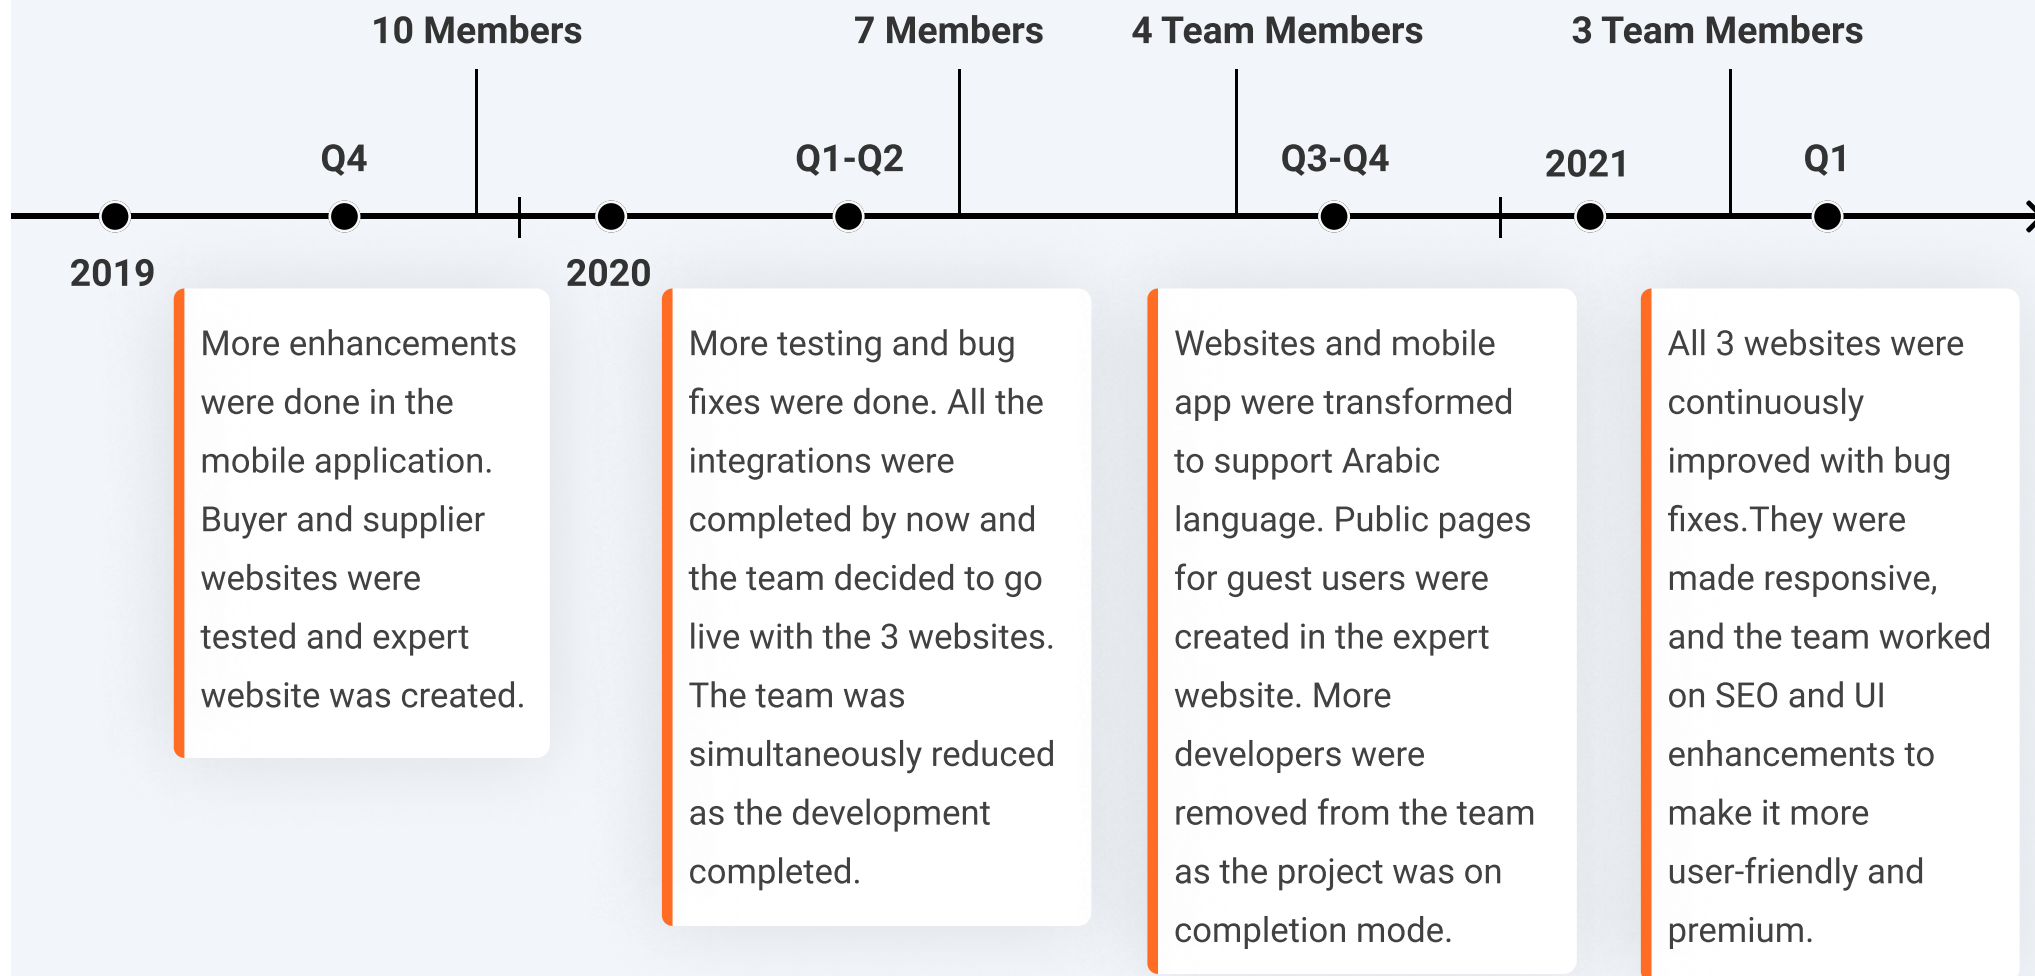 10 Members
7 Members
4 Team Members
3 Team Members
Q4
Q1-Q2
Q3-Q4
2021
Q1
2019
2020
More enhancements
were done in the
mobile application.
Buyer and supplier
websites were
tested and expert
website was created.
More testing and bug
fixes were done. All the
integrations were
completed by now and
the team decided to go
live with the 3 websites.
The team was
simultaneously reduced
as the development
completed.
Websites and mobile
app were transformed
to support Arabic
language. Public pages
for guest users were
created in the expert
website. More
developers were
removed from the team
as the project was on
completion mode.
All 3 websites were
continuously
improved with bug
fixes.They were
made responsive,
and the team worked
on SEO and UI
enhancements to
make it more
user-friendly and
premium.